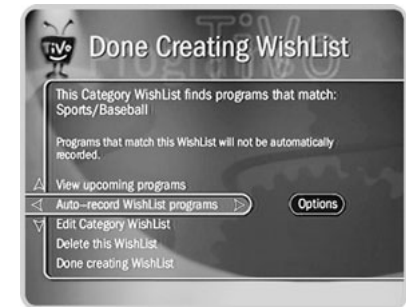 TiVo
Done Creating WishList
This Category WishList finds programs that match:
Sports/Baseball
Programs that match this WishList will not be automatically
recorded.
View upcoming programs
Auto-record WishList programs
Options
Edit Category WishList
Delete this WishList
Done creating WishList